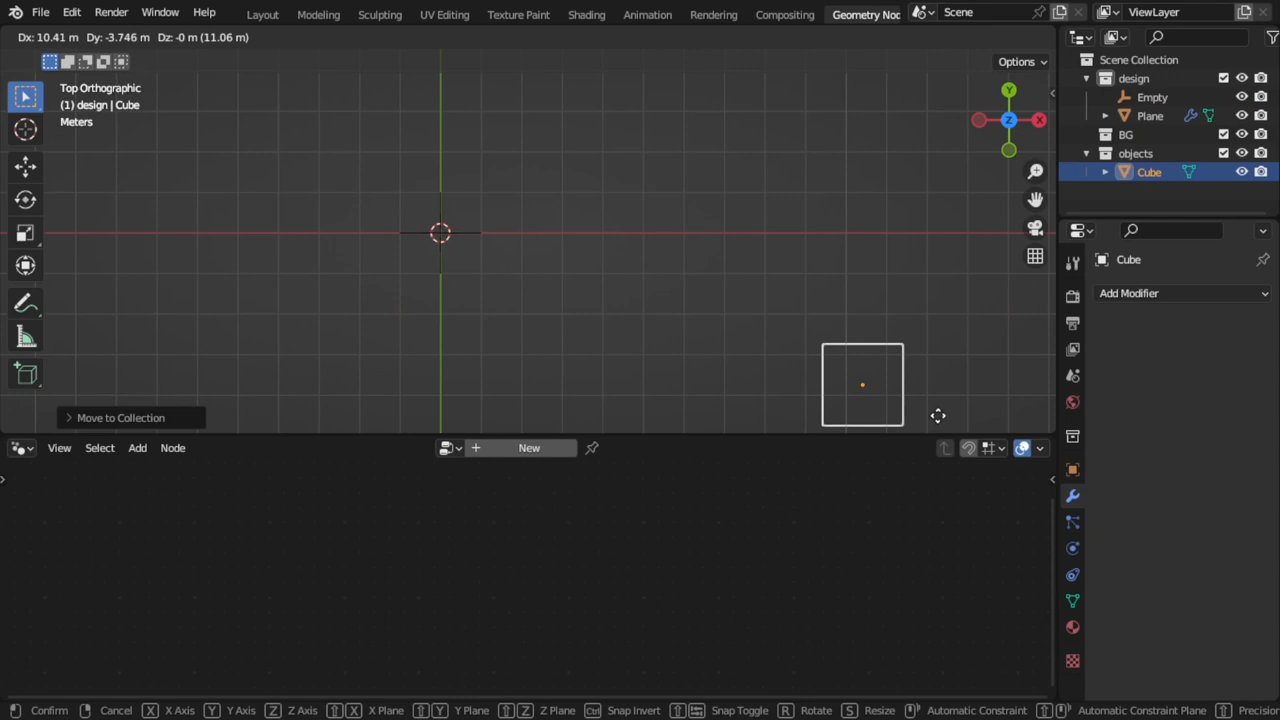 File Edit Render Window Help Layout Modeling Sculpting UV Editing Texture Paint Shading Animation Rendering Compositing Geometry Noc Scene ViewLayer
Dx: 10.41 m Dy: -3.746 m Dz: -0 m (11.06 m)
Options
Top Orthographic
(1) design | Cube
Meters
Y
Z
X
Move to Collection
View Select Add Node New
Scene Collection
design
Empty
Plane
BG
objects
Cube
Cube
Add Modifier
Confirm Cancel X X Axis Y Y Axis Z Z Axis X X Plane Y Y Plane Z Z Plane Ctrl Snap Invert Snap Toggle R Rotate S Resize Automatic Constraint Automatic Constraint Plane Precision